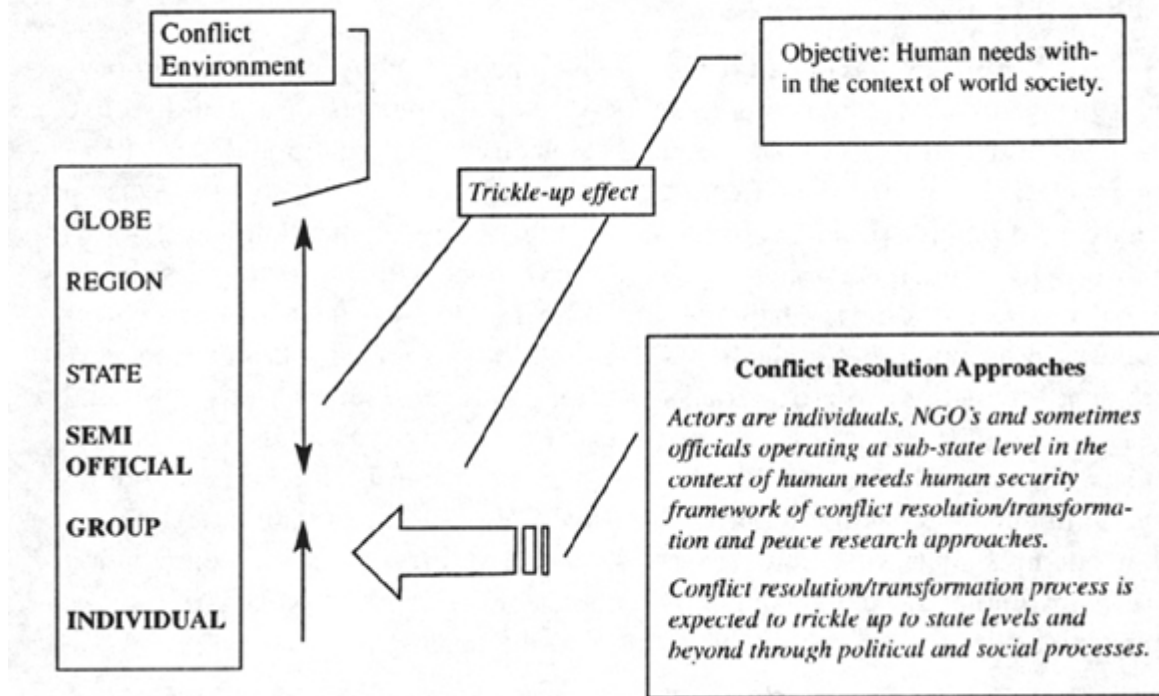 Conflict
Environment
Objective: Human needs with-
in the context of world society.
Trickle-up effect
GLOBE
REGION
STATE
SEMI
OFFICIAL
GROUP
INDIVIDUAL
Conflict Resolution Approaches
Actors are individuals, NGO's and sometimes
officials operating at sub-state level in the
context of human needs human security
framework of conflict resolution/transforma-
tion and peace research approaches.
Conflict resolution/transformation process is
expected to trickle up to state levels and
beyond through political and social processes.